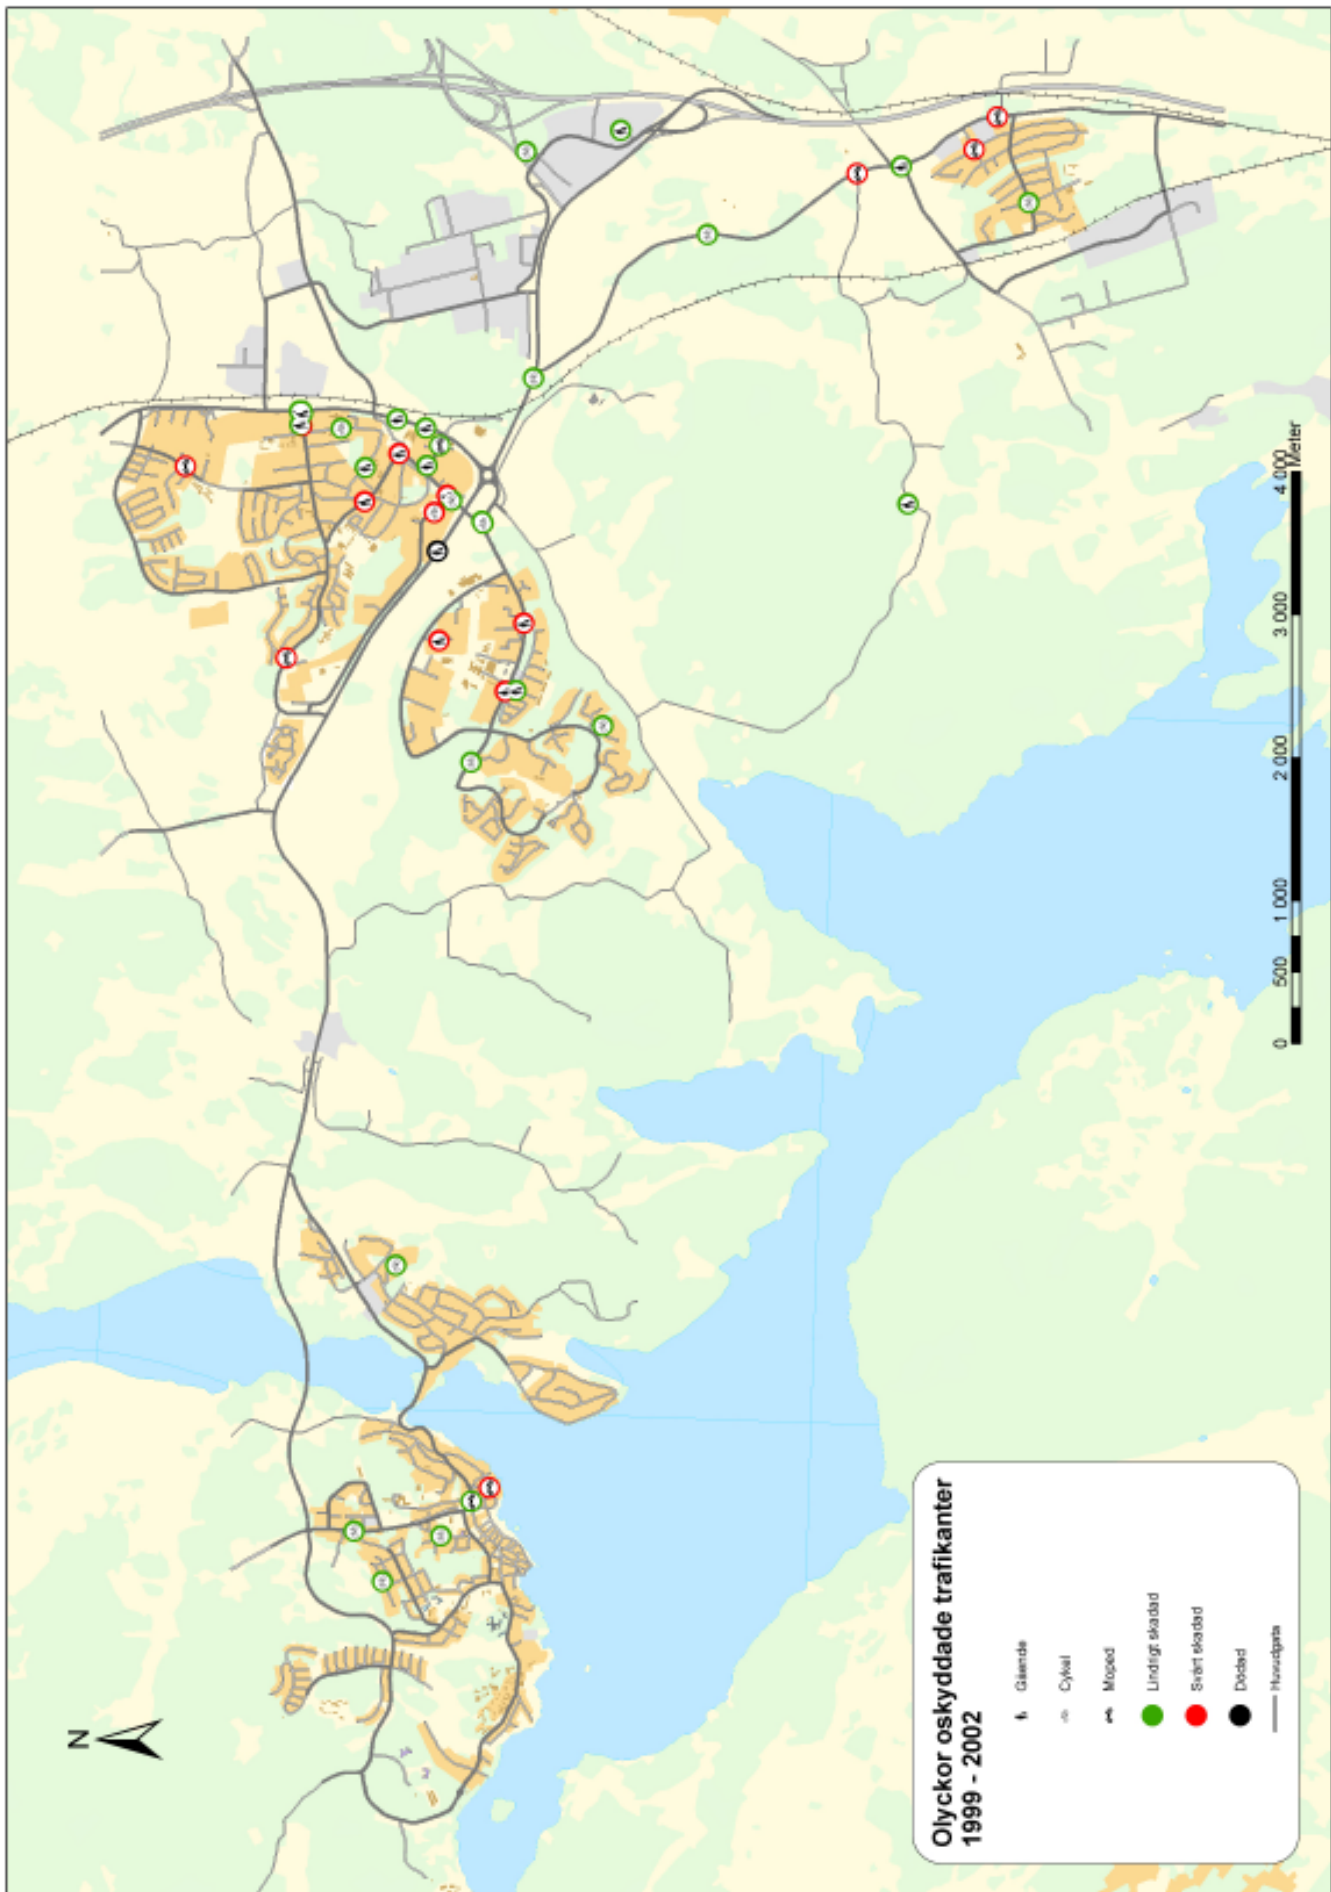 N
Olyckor oskyddade trafikanter
1999 - 2002
Gående
Cykel
Moped
Lindrigt skadad
Svårt skadad
Dödad
Huvudgata
0 500 1 000 2 000 3 000 4 000
Meter